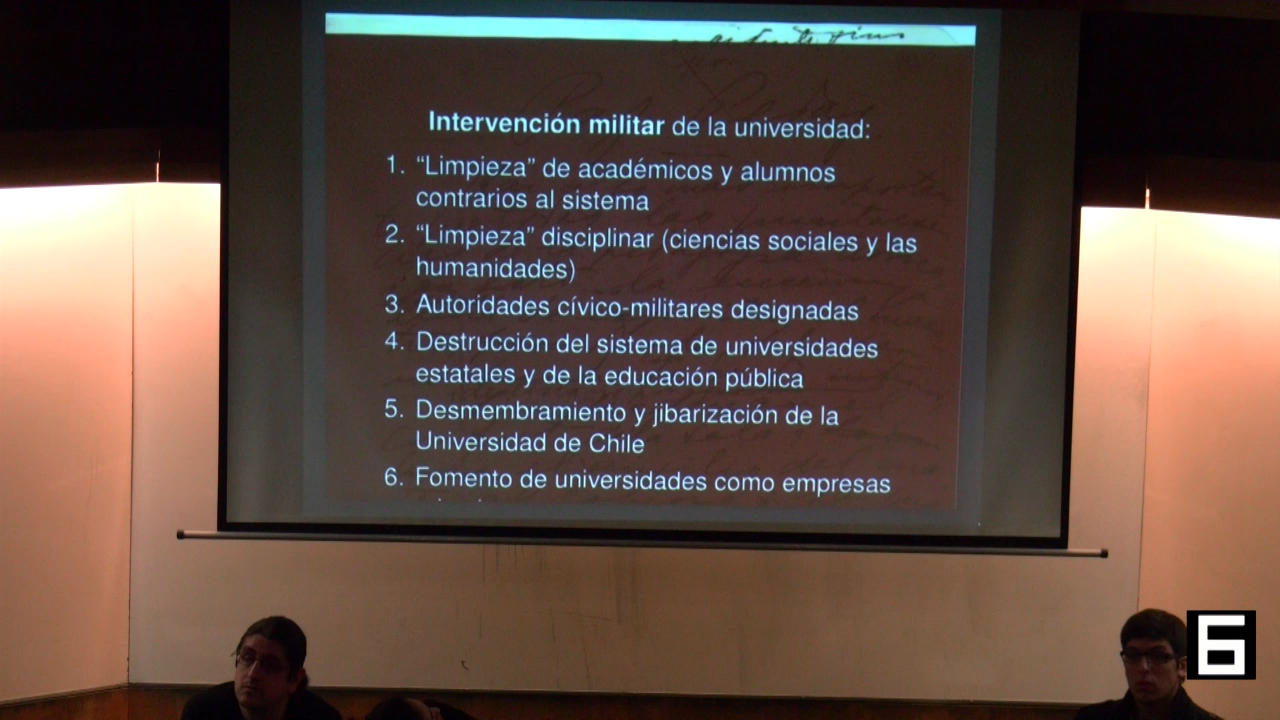 Intervención militar de la universidad:
1. “Limpieza” de académicos y alumnos
contrarios al sistema
2. “Limpieza” disciplinar (ciencias sociales y las
humanidades)
3. Autoridades cívico-militares designadas
4. Destrucción del sistema de universidades
estatales y de la educación pública
5. Desmembramiento y jibarización de la
Universidad de Chile
6. Fomento de universidades como empresas
6